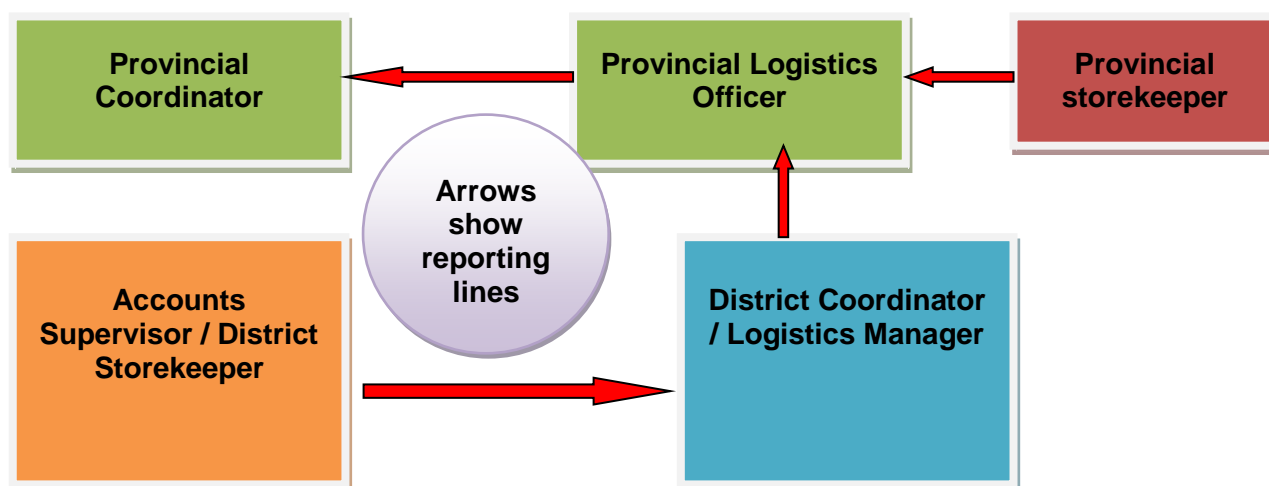 Provincial
Coordinator
Provincial Logistics
Officer
Provincial
storekeeper
Arrows
show
reporting
lines
Accounts
Supervisor / District
Storekeeper
District Coordinator
/ Logistics Manager